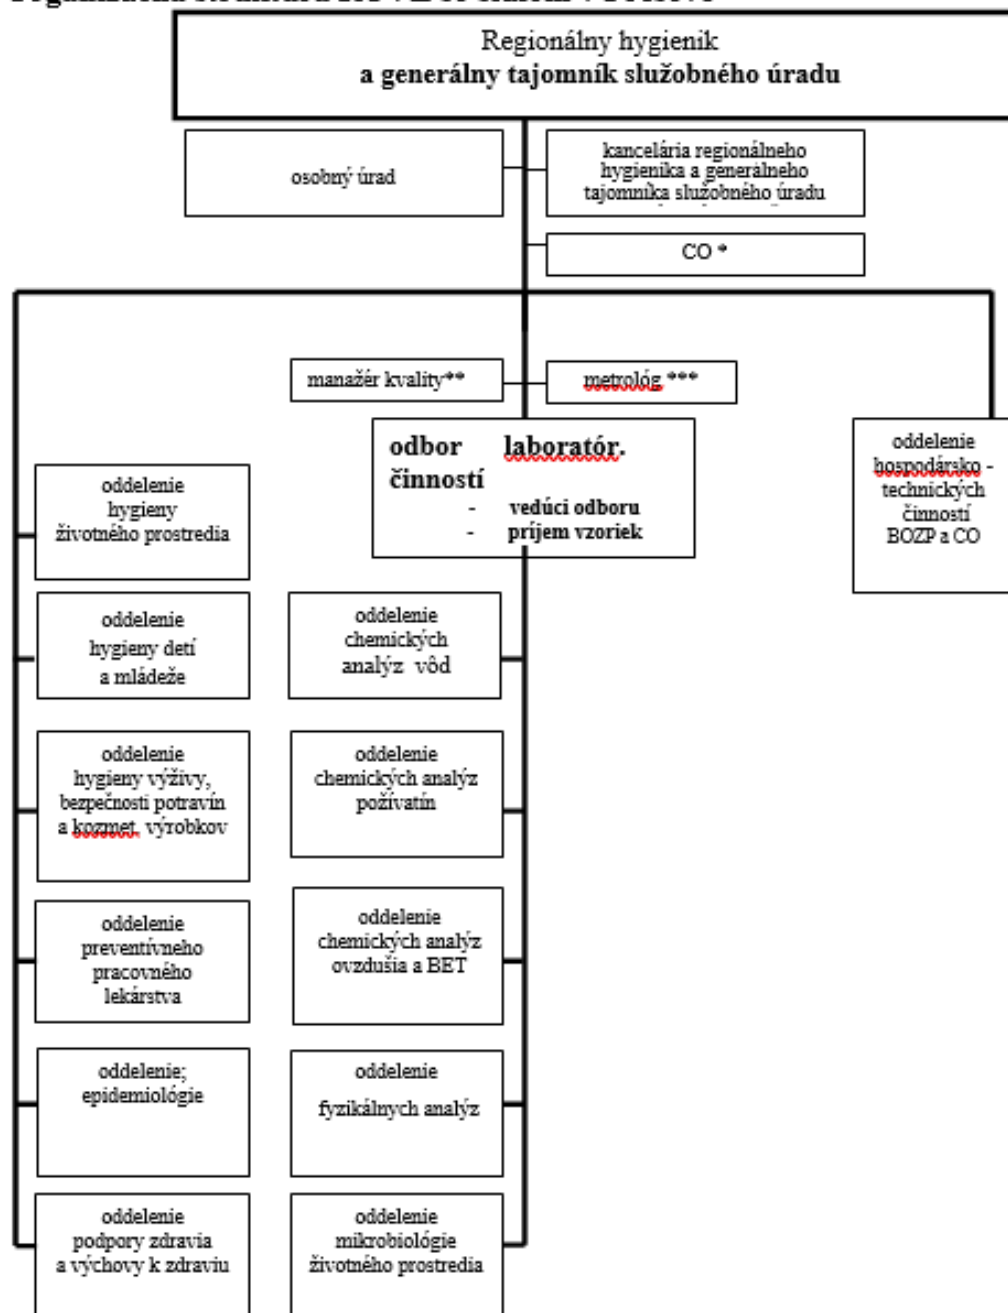 Regionálny hygienik
a generálny tajomník služobného úradu
osobný úrad
kancelária regionálneho
hygienika a generálneho
tajomníka služobného úradu
CO *
manažér kvality**
metrológ ***
odbor laboratór.
činností
- vedúci odboru
- príjem vzoriek
oddelenie
hospodársko -
technických
činností
BOZP a CO
oddelenie
hygieny
životného prostredia
oddelenie
hygieny detí
a mládeže
oddelenie
chemických
analýz vôd
oddelenie
hygieny výživy,
bezpečnosti potravín
a kozmet. výrobkov
oddelenie
chemických analýz
požívatín
oddelenie
preventívneho
pracovného
lekárstva
oddelenie
chemických analýz
ovzdušia a BET
oddelenie;
epidemiológie
oddelenie
fyzikálnych analýz
oddelenie
podpory zdravia
a výchovy k zdraviu
oddelenie
mikrobiológie
životného prostredia